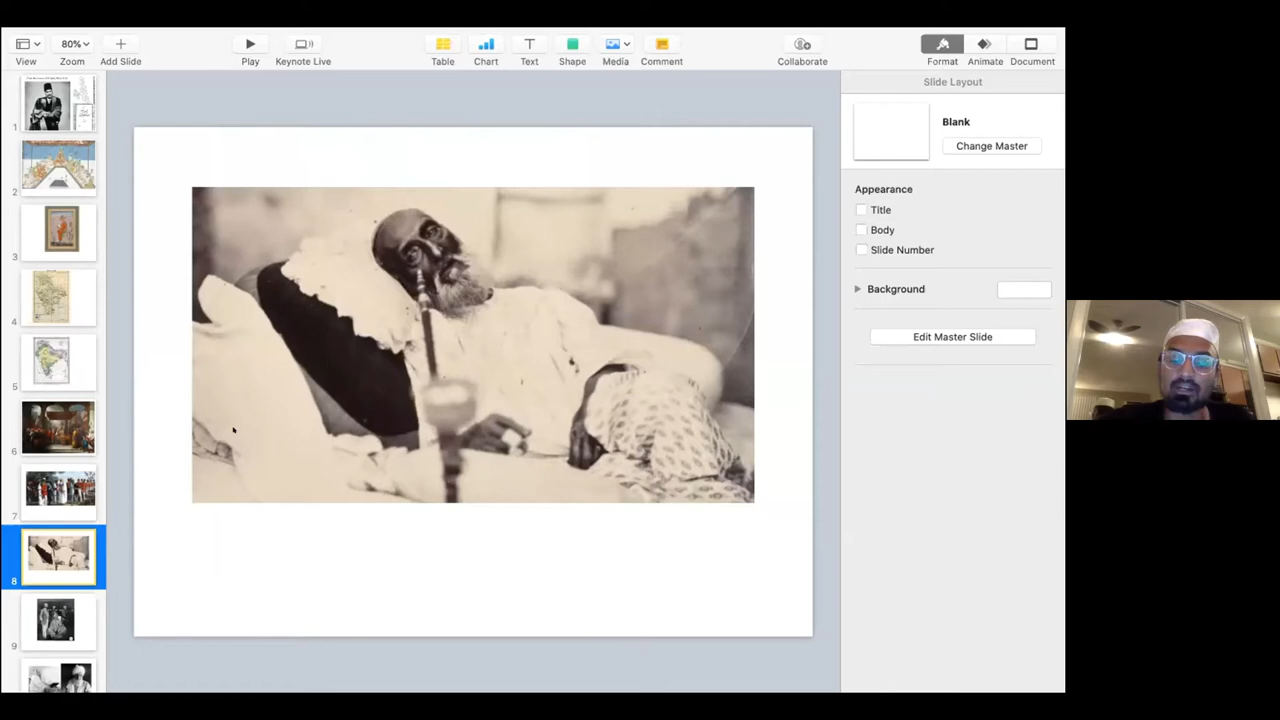 80%
View
Zoom
Add Slide
Play
Keynote Live
Table
Chart
Text
Shape
Media
Comment
Collaborate
Format
Animate
Document
Slide Layout
Blank
Change Master
Appearance
Title
Body
Slide Number
Background
Edit Master Slide
1
2
3
4
5
6
7
8
9